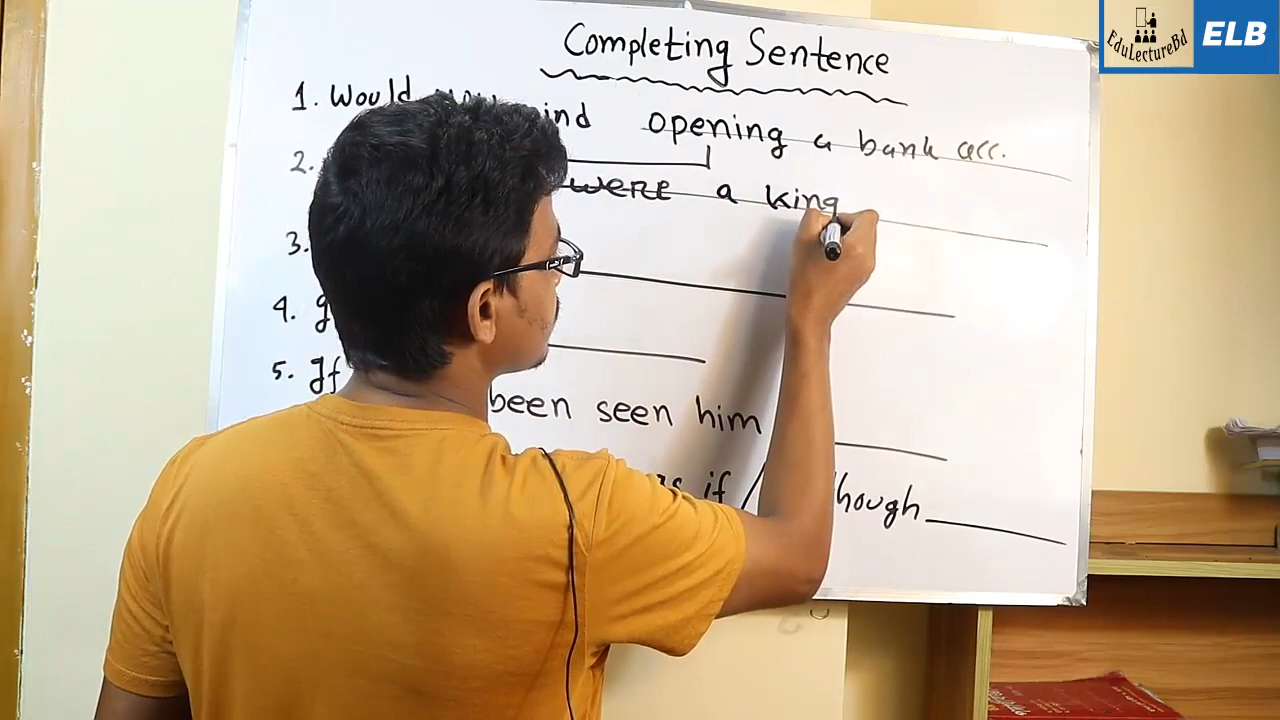 EduLectureBd ELB
Completing Sentence
1. Would mind opening a bank acc.
2. were a king
3.
4.
5. If been seen him
as if / though